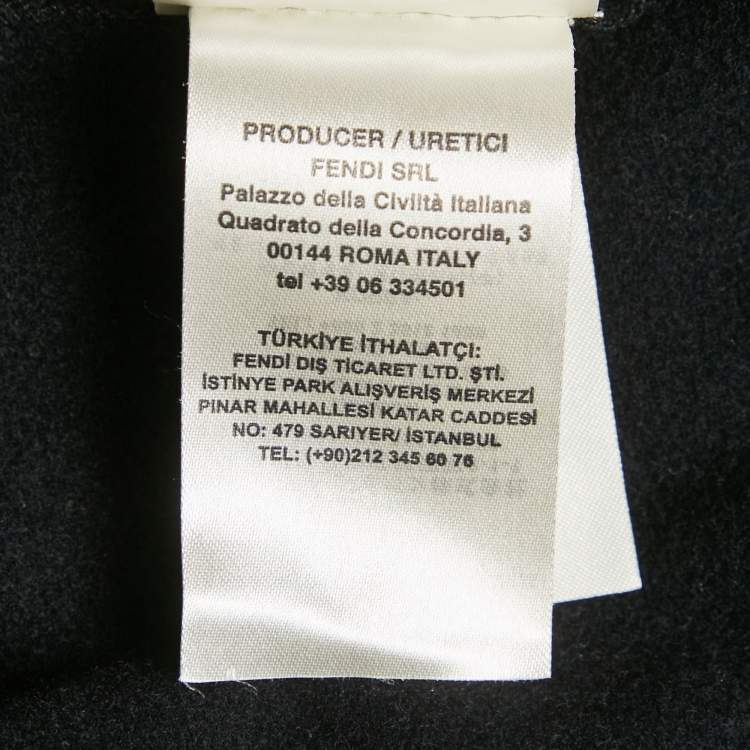 PRODUCER / URETICI
FENDI SRL
Palazzo della Civiltà Italiana
Quadrato della Concordia, 3
00144 ROMA ITALY
tel +39 06 334501
TÜRKİYE İTHALATÇI:
FENDİ DIŞ TİCARET LTD. ŞTİ.
İSTİNYE PARK ALIŞVERİŞ MERKEZİ
PINAR MAHALLESİ KATAR CADDESİ
NO: 479 SARIYER/ İSTANBUL
TEL: (+90)212 345 60 76